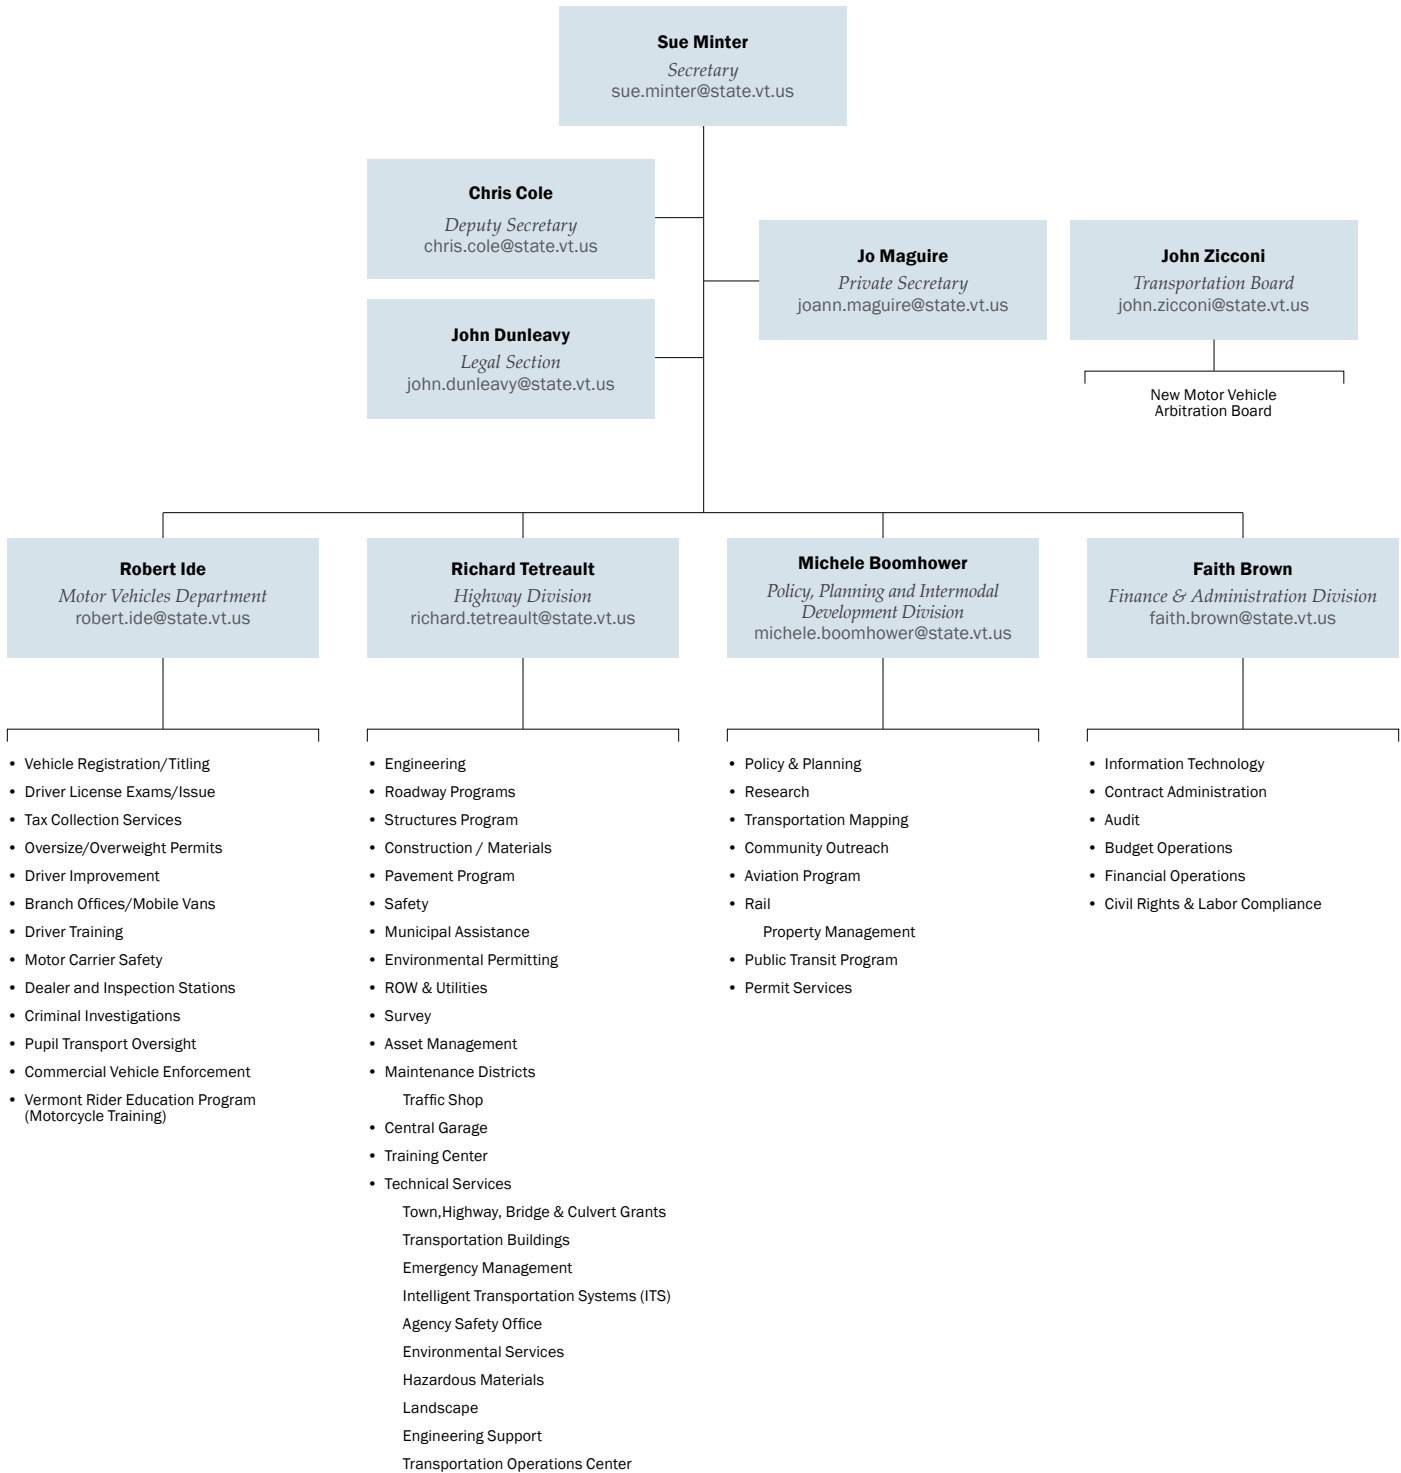 Sue Minter
Secretary
sue.minter@state.vt.us
Chris Cole
Deputy Secretary
chris.cole@state.vt.us
Jo Maguire
Private Secretary
joann.maguire@state.vt.us
John Zicconi
Transportation Board
john.zicconi@state.vt.us
John Dunleavy
Legal Section
john.dunleavy@state.vt.us
New Motor Vehicle
Arbitration Board
Robert Ide
Motor Vehicles Department
robert.ide@state.vt.us
Richard Tetreault
Highway Division
richard.tetreault@state.vt.us
Michele Boomhower
Policy, Planning and Intermodal
Development Division
michele.boomhower@state.vt.us
Faith Brown
Finance & Administration Division
faith.brown@state.vt.us
• Vehicle Registration/Titling
• Driver License Exams/Issue
• Tax Collection Services
• Oversize/Overweight Permits
• Driver Improvement
• Branch Offices/Mobile Vans
• Driver Training
• Motor Carrier Safety
• Dealer and Inspection Stations
• Criminal Investigations
• Pupil Transport Oversight
• Commercial Vehicle Enforcement
• Vermont Rider Education Program
(Motorcycle Training)
• Engineering
• Roadway Programs
• Structures Program
• Construction / Materials
• Pavement Program
• Safety
• Municipal Assistance
• Environmental Permitting
• ROW & Utilities
• Survey
• Asset Management
• Maintenance Districts
Traffic Shop
• Central Garage
• Training Center
• Technical Services
Town,Highway, Bridge & Culvert Grants
Transportation Buildings
Emergency Management
Intelligent Transportation Systems (ITS)
Agency Safety Office
Environmental Services
Hazardous Materials
Landscape
Engineering Support
Transportation Operations Center
• Policy & Planning
• Research
• Transportation Mapping
• Community Outreach
• Aviation Program
• Rail
Property Management
• Public Transit Program
• Permit Services
• Information Technology
• Contract Administration
• Audit
• Budget Operations
• Financial Operations
• Civil Rights & Labor Compliance